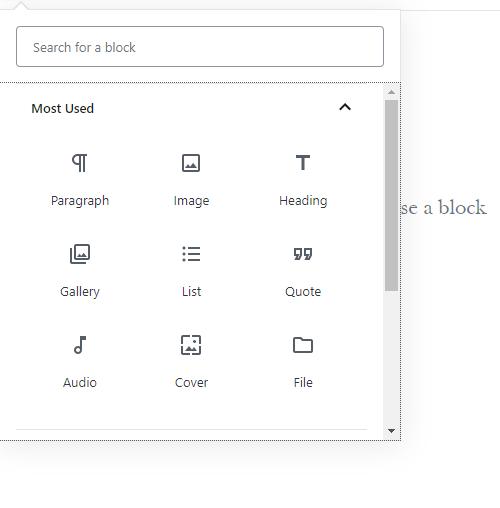 Search for a block
Most Used
Paragraph Image Heading
se a block
Gallery List Quote
Audio Cover File